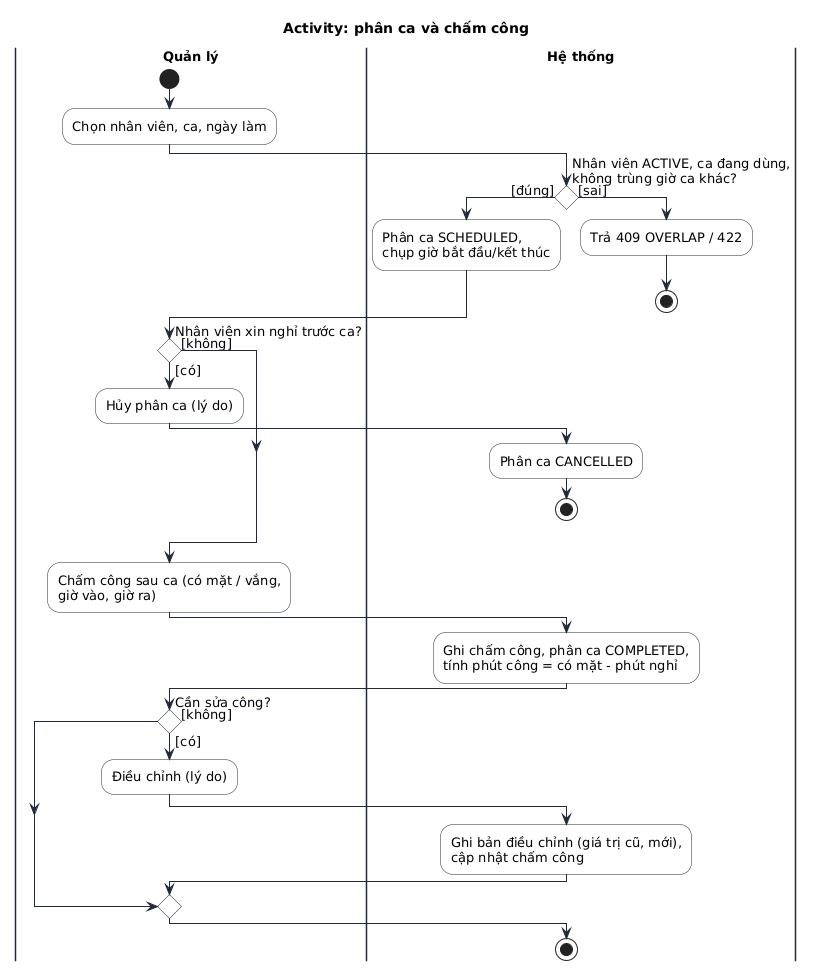 Activity: phân ca và chấm công
Quản lý
Hệ thống
Chọn nhân viên, ca, ngày làm
Nhân viên ACTIVE, ca đang dùng,
không trùng giờ ca khác?
[đúng]
[sai]
Phân ca SCHEDULED,
chụp giờ bắt đầu/kết thúc
Trả 409 OVERLAP / 422
Nhân viên xin nghỉ trước ca?
[không]
[có]
Hủy phân ca (lý do)
Phân ca CANCELLED
Chấm công sau ca (có mặt / vắng,
giờ vào, giờ ra)
Ghi chấm công, phân ca COMPLETED,
tính phút công = có mặt - phút nghỉ
Cần sửa công?
[không]
[có]
Điều chỉnh (lý do)
Ghi bản điều chỉnh (giá trị cũ, mới),
cập nhật chấm công